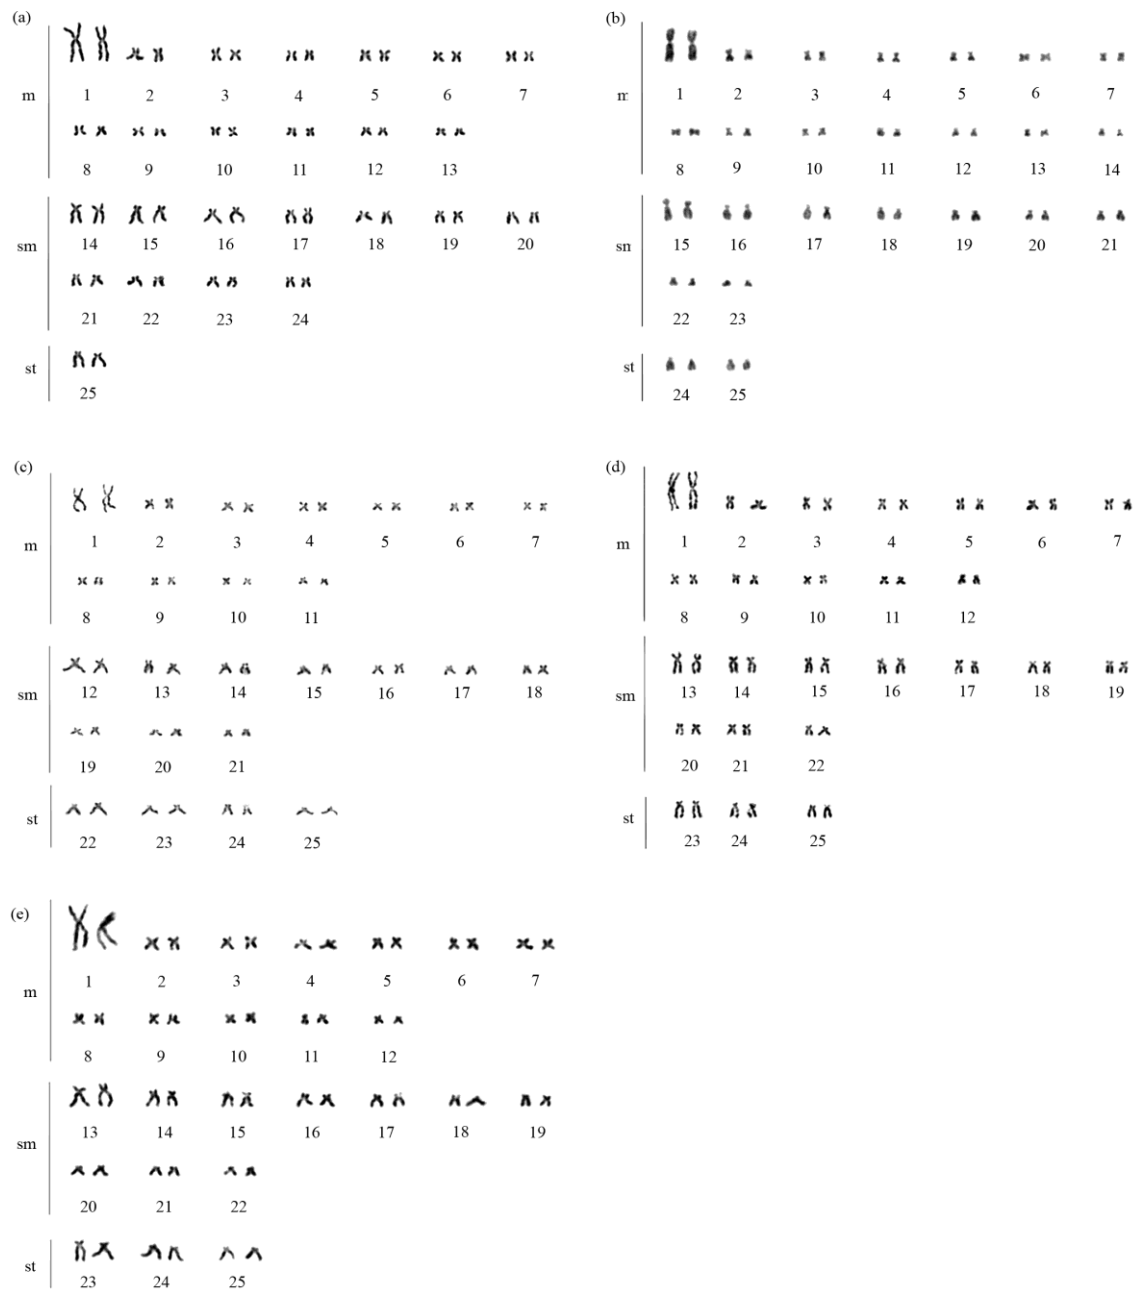 (a)
m
1 2 3 4 5 6 7
8 9 10 11 12 13
sm
14 15 16 17 18 19 20
21 22 23 24
st
25
(b)
m
1 2 3 4 5 6 7
8 9 10 11 12 13 14
sm
15 16 17 18 19 20 21
22 23
st
24 25
(c)
m
1 2 3 4 5 6 7
8 9 10 11
sm
12 13 14 15 16 17 18
19 20 21
st
22 23 24 25
(d)
m
1 2 3 4 5 6 7
8 9 10 11 12
sm
13 14 15 16 17 18 19
20 21 22
st
23 24 25
(e)
m
1 2 3 4 5 6 7
8 9 10 11 12
sm
13 14 15 16 17 18 19
20 21 22
st
23 24 25